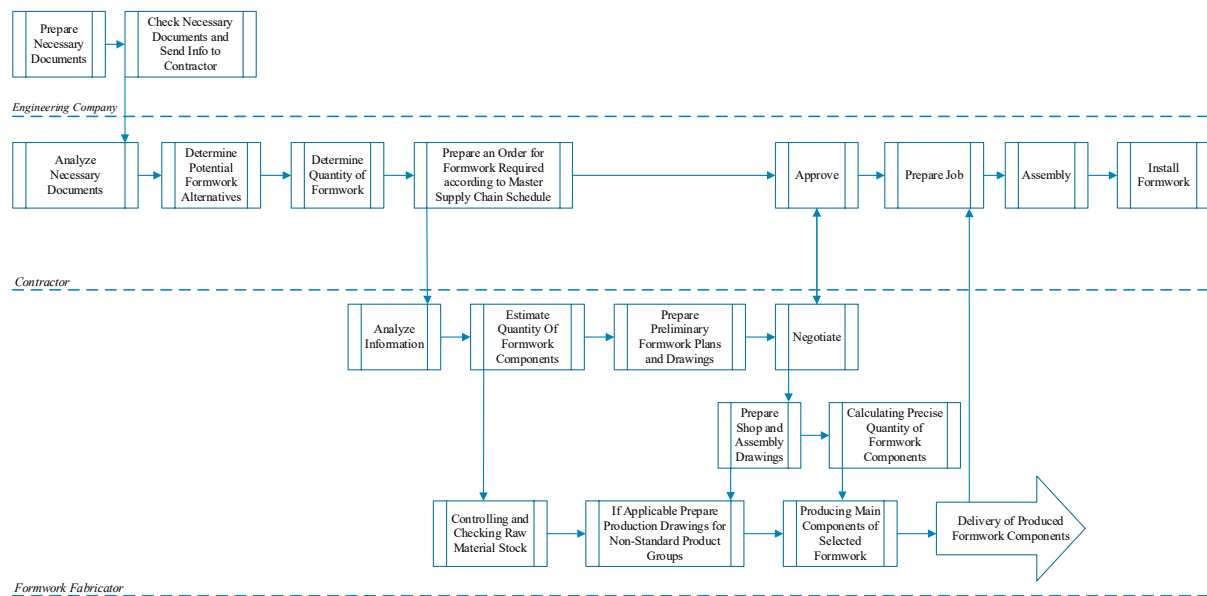 Prepare
Necessary
Documents
Check Necessary
Documents and
Send Info to
Contractor
Engineering Company
Analyze
Necessary
Documents
Determine
Potential
Formwork
Alternatives
Determine
Quantity of
Formwork
Prepare an Order for
Formwork Required
according to Master
Supply Chain Schedule
Approve
Prepare Job
Assembly
Install
Formwork
Contractor
Analyze
Information
Estimate
Quantity Of
Formwork
Components
Prepare
Preliminary
Formwork Plans
and Drawings
Negotiate
Prepare
Shop and
Assembly
Drawings
Calculating Precise
Quantity of
Formwork
Components
Controlling and
Checking Raw
Material Stock
If Applicable Prepare
Production Drawings for
Non-Standard Product
Groups
Producing Main
Components of
Selected
Formwork
Delivery of Produced
Formwork Components
Formwork Fabricator